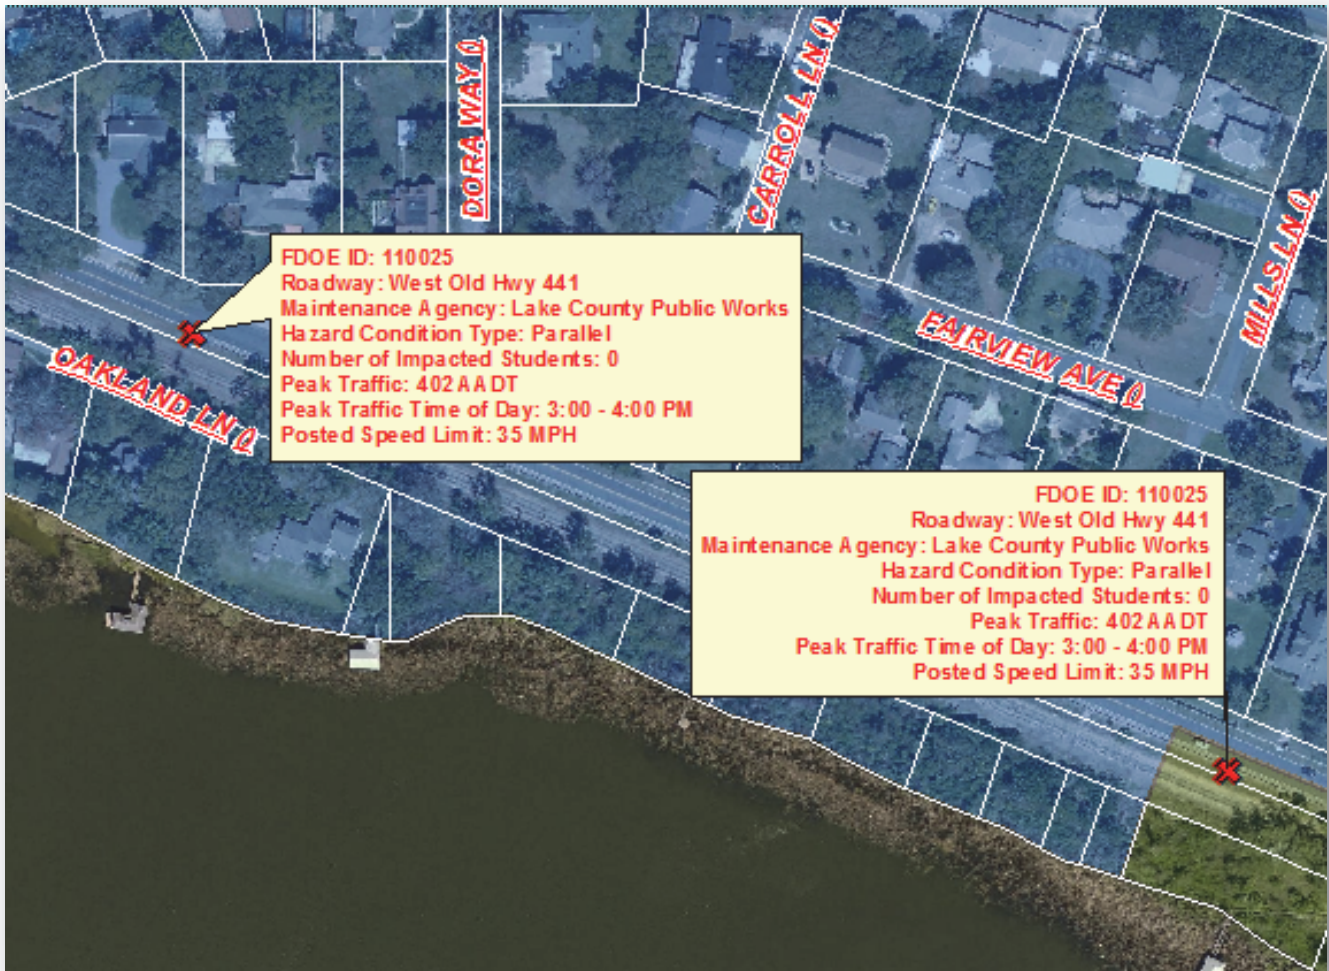 DORA WAY ()
CARROLL LN ()
MILLS LN ()
FDOE ID: 110025
Roadway: West Old Hwy 441
Maintenance Agency: Lake County Public Works
Hazard Condition Type: Parallel
Number of Impacted Students: 0
Peak Traffic: 402 AADT
Peak Traffic Time of Day: 3:00 - 4:00 PM
Posted Speed Limit: 35 MPH
FAIRVIEW AVE ()
OAKLAND LN ()
FDOE ID: 110025
Roadway: West Old Hwy 441
Maintenance Agency: Lake County Public Works
Hazard Condition Type: Parallel
Number of Impacted Students: 0
Peak Traffic: 402 AADT
Peak Traffic Time of Day: 3:00 - 4:00 PM
Posted Speed Limit: 35 MPH